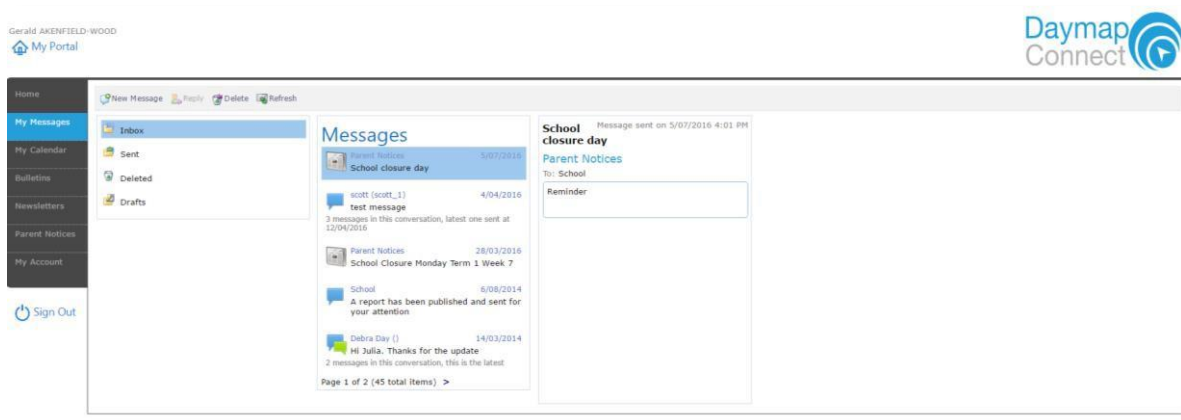 Gerald AKENFIELD-WOOD
My Portal
Daymap
Connect
Home
My Messages
My Calendar
Bulletins
Newsletters
Parent Notices
My Account
Sign Out
New Message Reply Delete Refresh
Inbox
Sent
Deleted
Drafts
Messages
Parent Notices 5/07/2016
School closure day
scott (scott_1) 4/04/2016
test message
3 messages in this conversation, latest one sent at
12/04/2016
Parent Notices 28/03/2016
School Closure Monday Term 1 Week 7
School 6/08/2014
A report has been published and sent for
your attention
Debra Day () 14/03/2014
Hi Julia. Thanks for the update
2 messages in this conversation, this is the latest
Page 1 of 2 (45 total items) >
School Message sent on 5/07/2016 4:01 PM
closure day
Parent Notices
To: School
Reminder